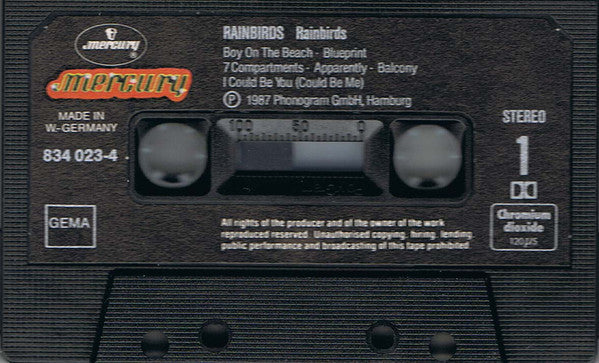 mercury
®
mercury
RAINBIRDS Rainbirds
Boy On The Beach · Blueprint
7 Compartments · Apparently · Balcony
I Could Be You (Could Be Me)
Ⓟ 1987 Phonogram GmbH, Hamburg
MADE IN
W.-GERMANY
834 023-4
100 50 0
STEREO
1
GEMA
All rights of the producer and of the owner of the work
reproduced reserved. Unauthorised copying, hiring, lending,
public performance and broadcasting of this tape prohibited
Chromium
dioxide
120µS